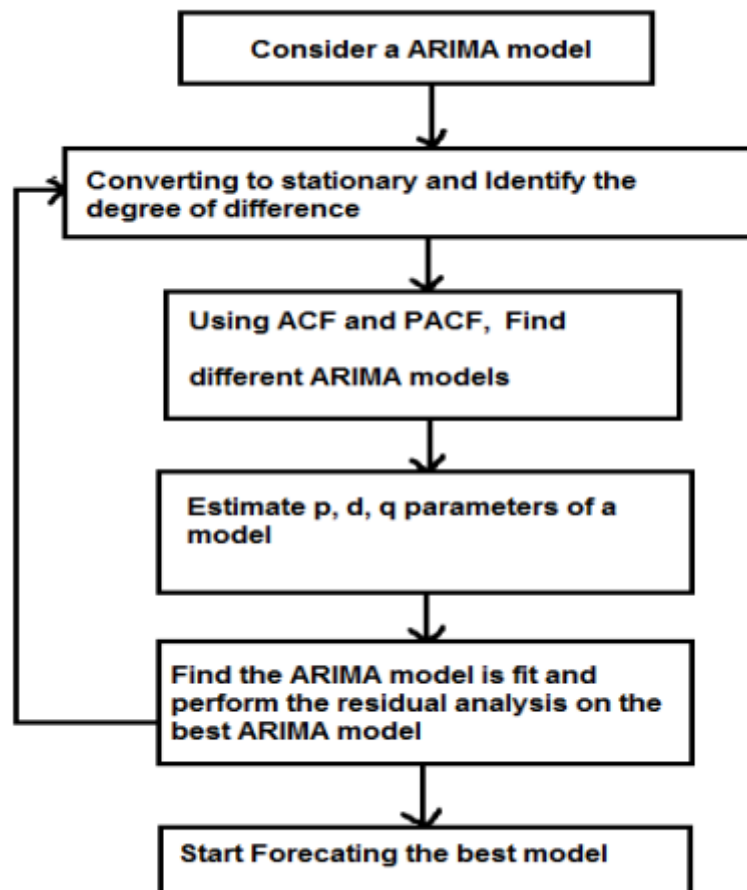 Consider a ARIMA model
Converting to stationary and Identify the
degree of difference
Using ACF and PACF, Find
different ARIMA models
Estimate p, d, q parameters of a
model
Find the ARIMA model is fit and
perform the residual analysis on the
best ARIMA model
Start Forecating the best model